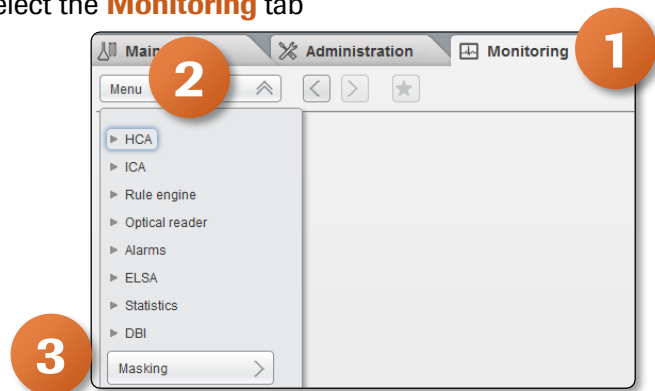 elect the Monitoring tab
Main Administration Monitoring 1
Menu 2
HCA
ICA
Rule engine
Optical reader
Alarms
ELSA
Statistics
DBI
3 Masking